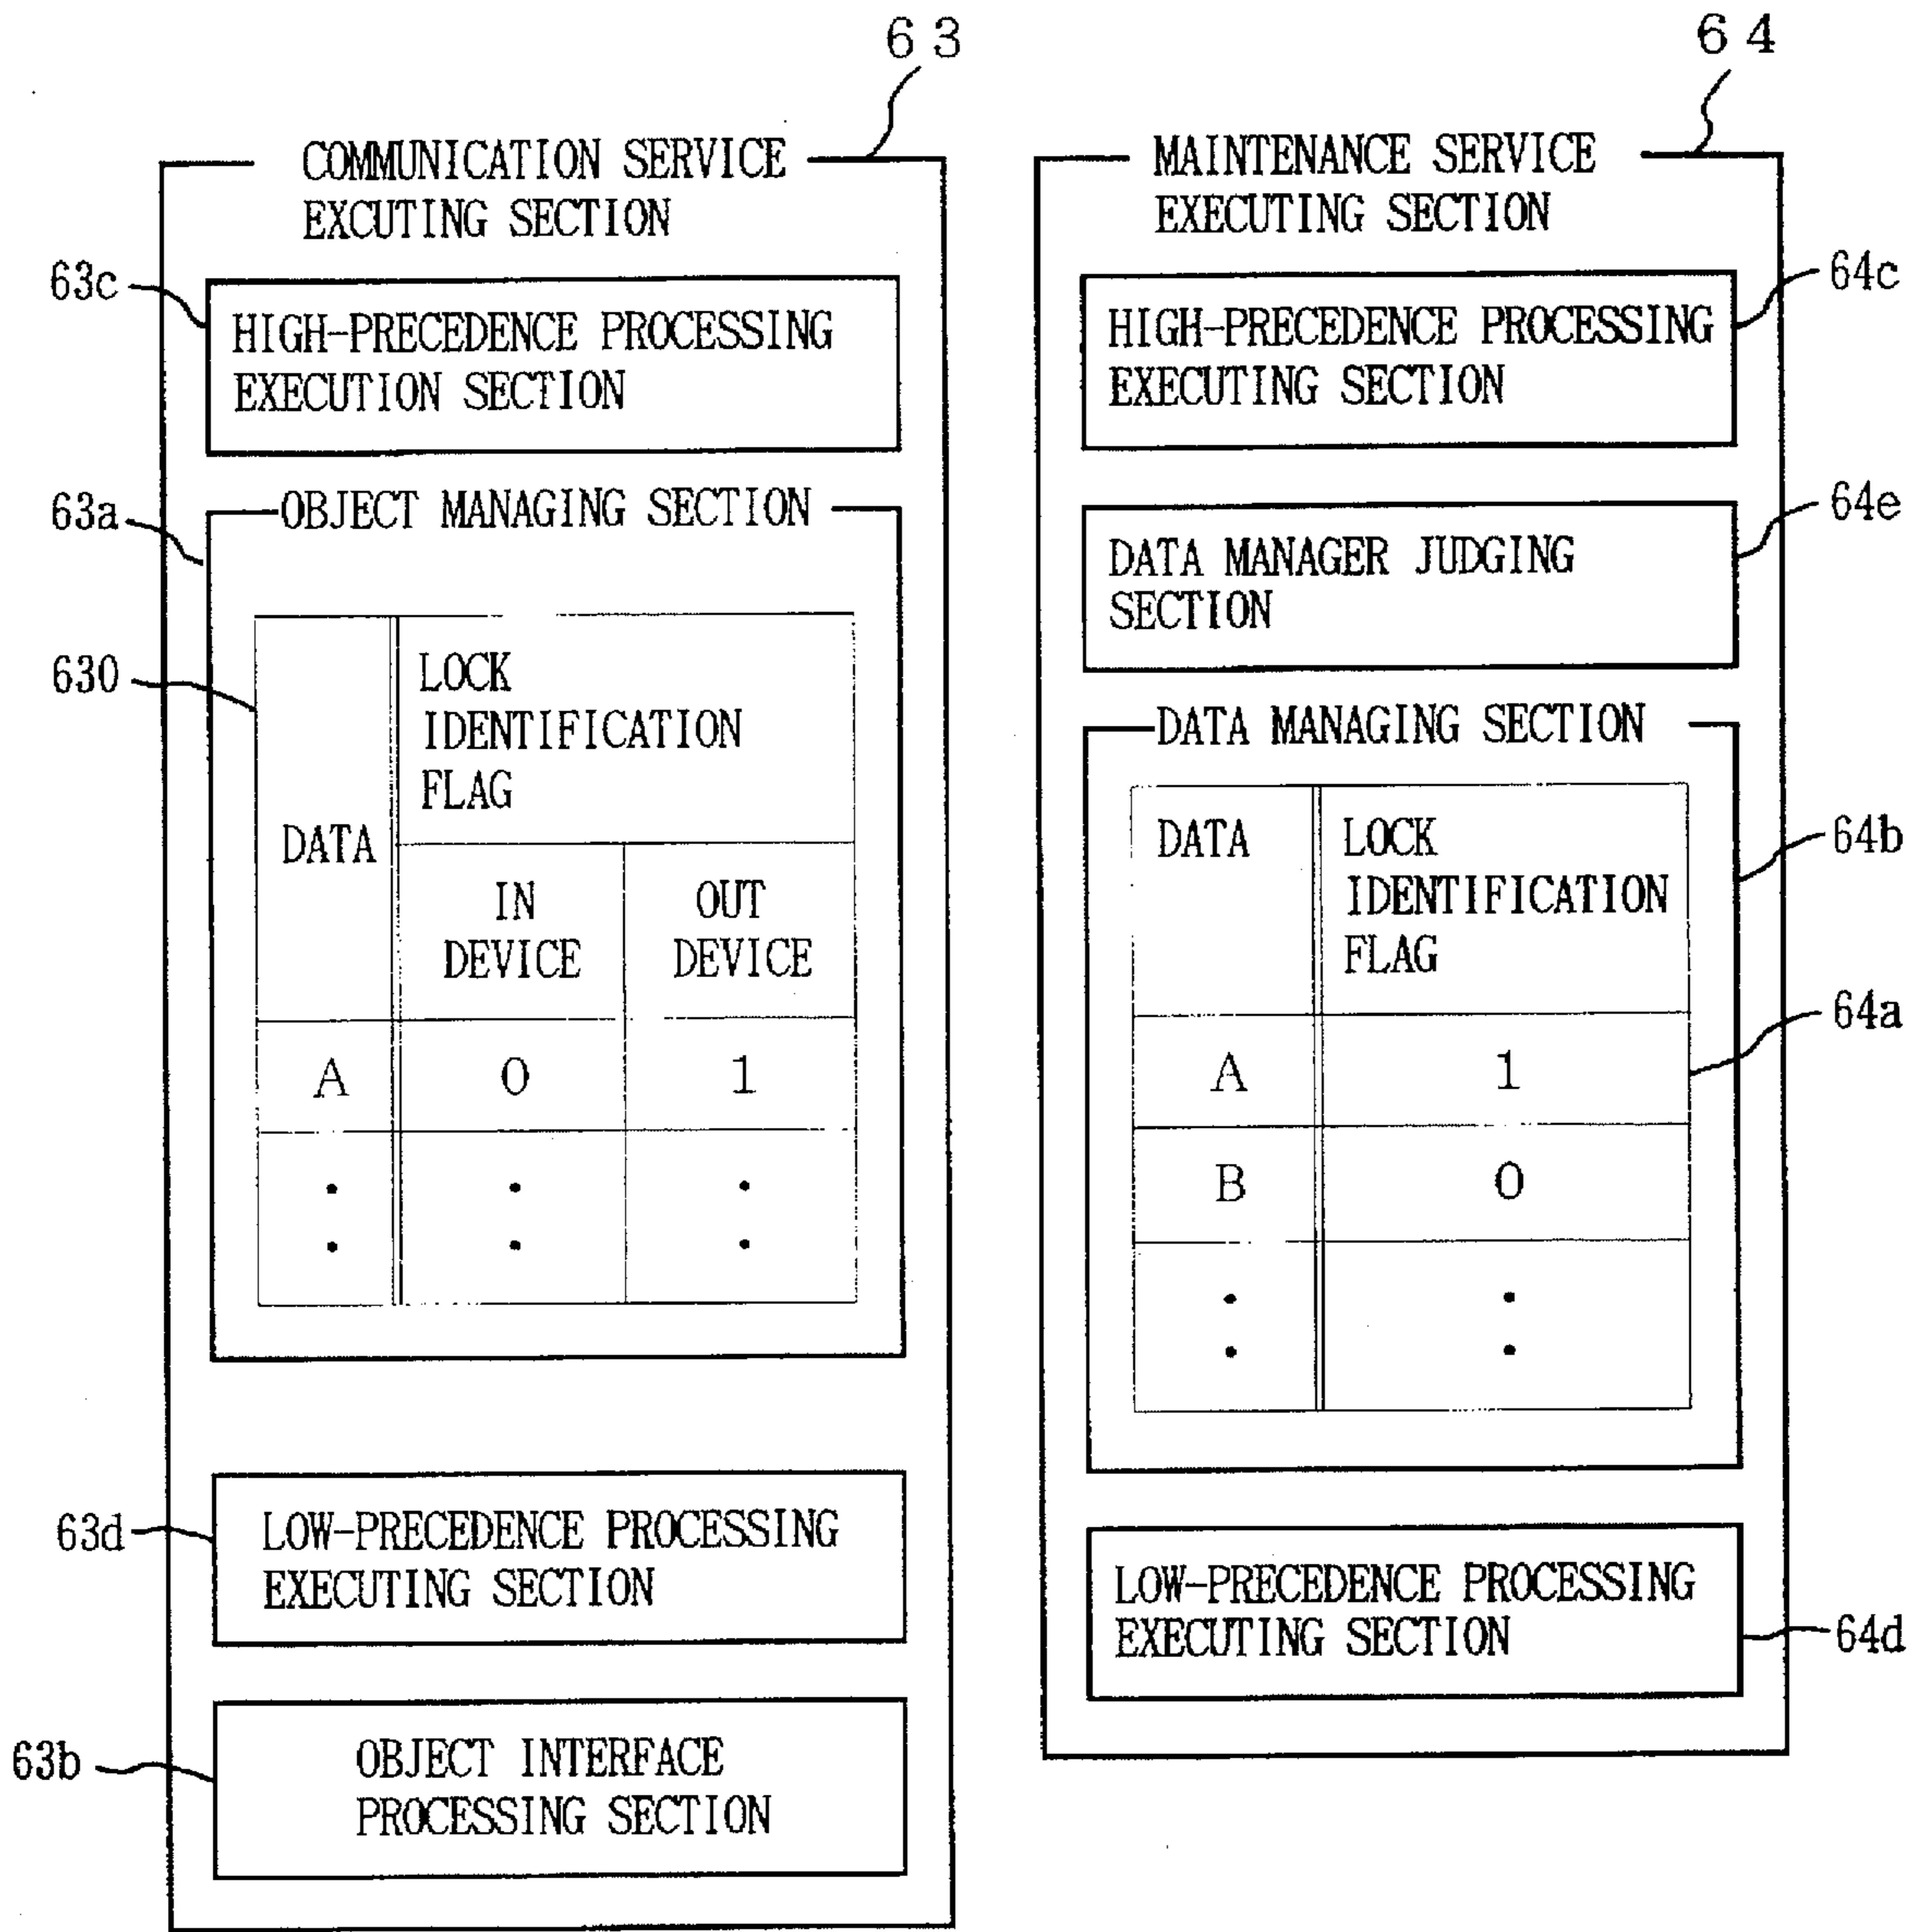 63
COMMUNICATION SERVICE
EXCUTING SECTION
63c
HIGH-PRECEDENCE PROCESSING
EXECUTION SECTION
63a
OBJECT MANAGING SECTION
630
DATA
LOCK
IDENTIFICATION
FLAG
IN
DEVICE
OUT
DEVICE
A 0 1
63d
LOW-PRECEDENCE PROCESSING
EXECUTING SECTION
63b
OBJECT INTERFACE
PROCESSING SECTION
64
MAINTENANCE SERVICE
EXECUTING SECTION
64c
HIGH-PRECEDENCE PROCESSING
EXECUTING SECTION
64e
DATA MANAGER JUDGING
SECTION
DATA MANAGING SECTION
64b
DATA
LOCK
IDENTIFICATION
FLAG
64a
A 1
B 0
LOW-PRECEDENCE PROCESSING
EXECUTING SECTION
64d